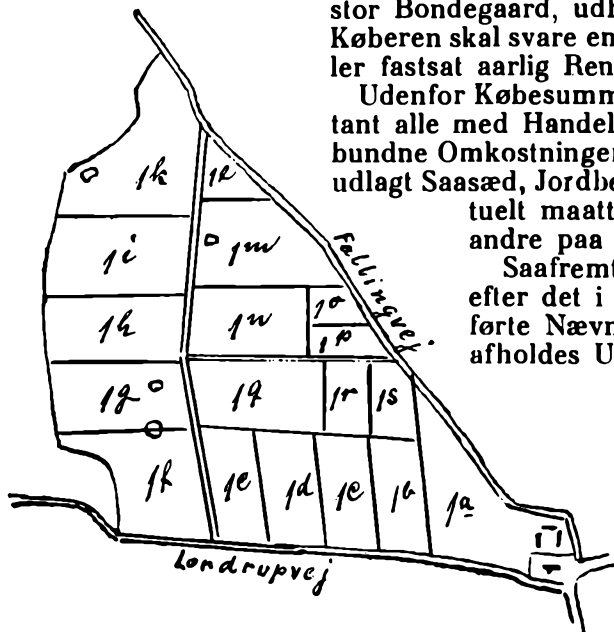 stor Bondegaard, udh
Køberen skal svare en
ler fastsat aarlig Ren
Udenfor Købesumm
tant alle med Handel
bundne Omkostninger
udlagt Saasæd, Jordbe
tuelt maatt
andre paa
Saafremt
efter det i
førte Nævn
afholdes U
Fallingvej
1k
1l
1i
1m
1h
1n
1o
1p
1g
1q
1r
1s
1f
1e
1d
1c
1b
1a
Londrupvej